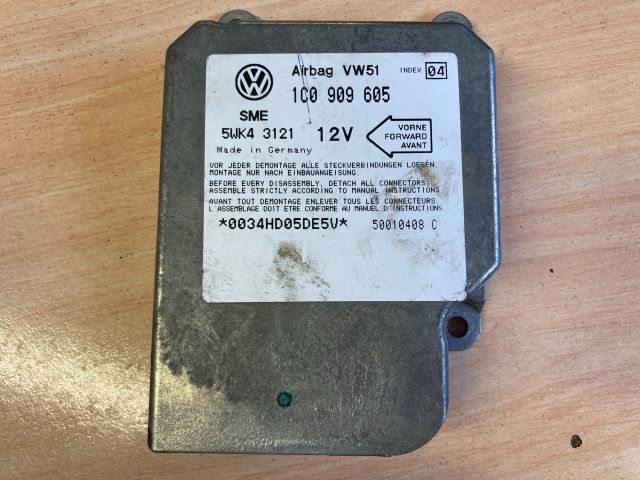 VW
Airbag VW51 INDEX 04
1C0 909 605
SME
5WK4 3121 12V
VORNE
FORWARD
AVANT
Made in Germany
VOR JEDER DEMONTAGE ALLE STECKVERBINDUNGEN LOESEN,
MONTAGE NUR NACH EINBAUANWEISUNG.
BEFORE EVERY DISASSEMBLY, DETACH ALL CONNECTORS,
ASSEMBLE STRICTLY ACCORDING TO MANUAL INSTRUCTIONS
AVANT TOUT DEMONTAGE ENLEVER TOUS LES CONNECTEURS.
L'ASSEMBLAGE DOIT ETRE CONFORME AU MANUEL D'INSTRUCTIONS.
*0034HD05DE5V* 50010408 C